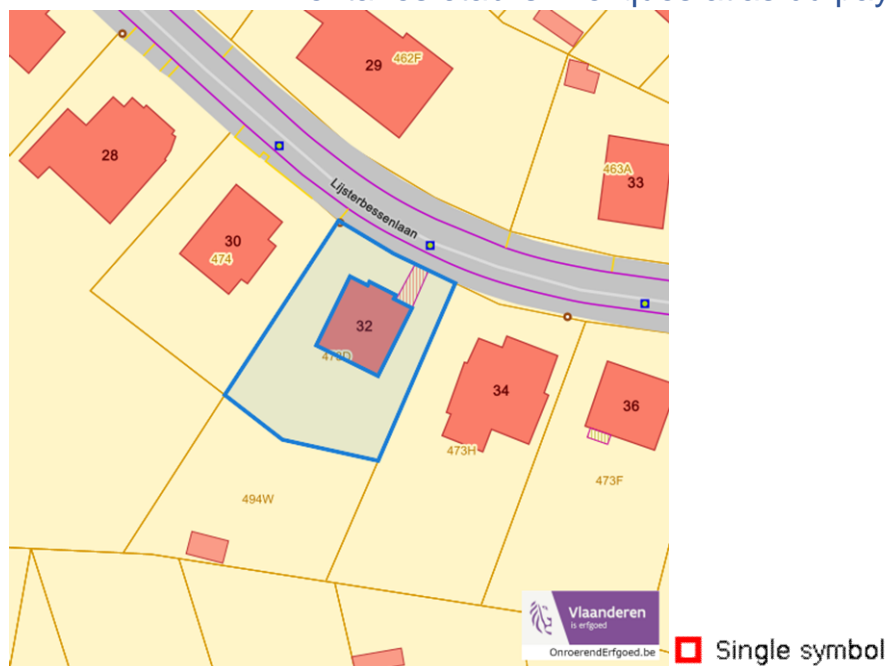 29
462F
28
463A
33
Lijsterbessenlaan
30
474
32
34
36
473H
473F
494W
Vlaanderen
is erfgoed
OnroerendErfgoed.be
Single symbol